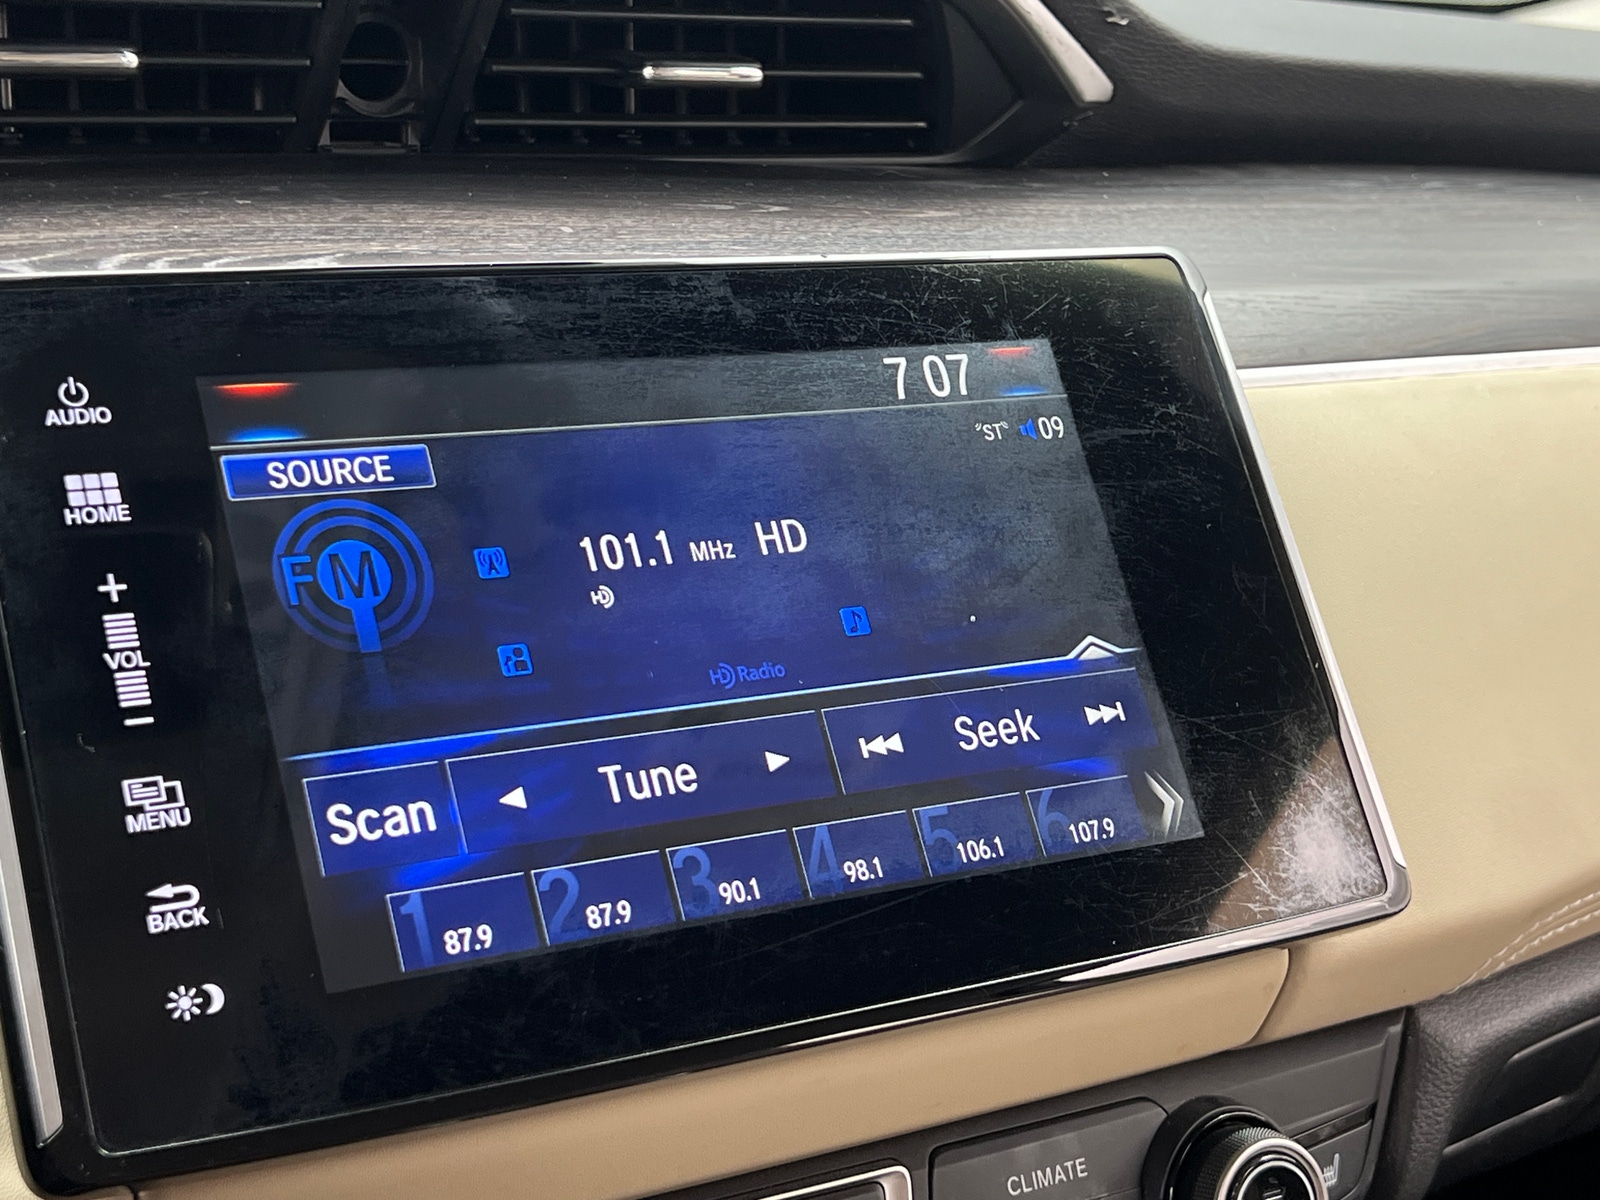 7 07
AUDIO
"ST" 09
SOURCE
HOME
FM
101.1 MHz HD
HD
+
VOL
−
HD Radio
Scan
Tune
Seek
MENU
1 87.9
2 87.9
3 90.1
4 98.1
5 106.1
6 107.9
BACK
CLIMATE